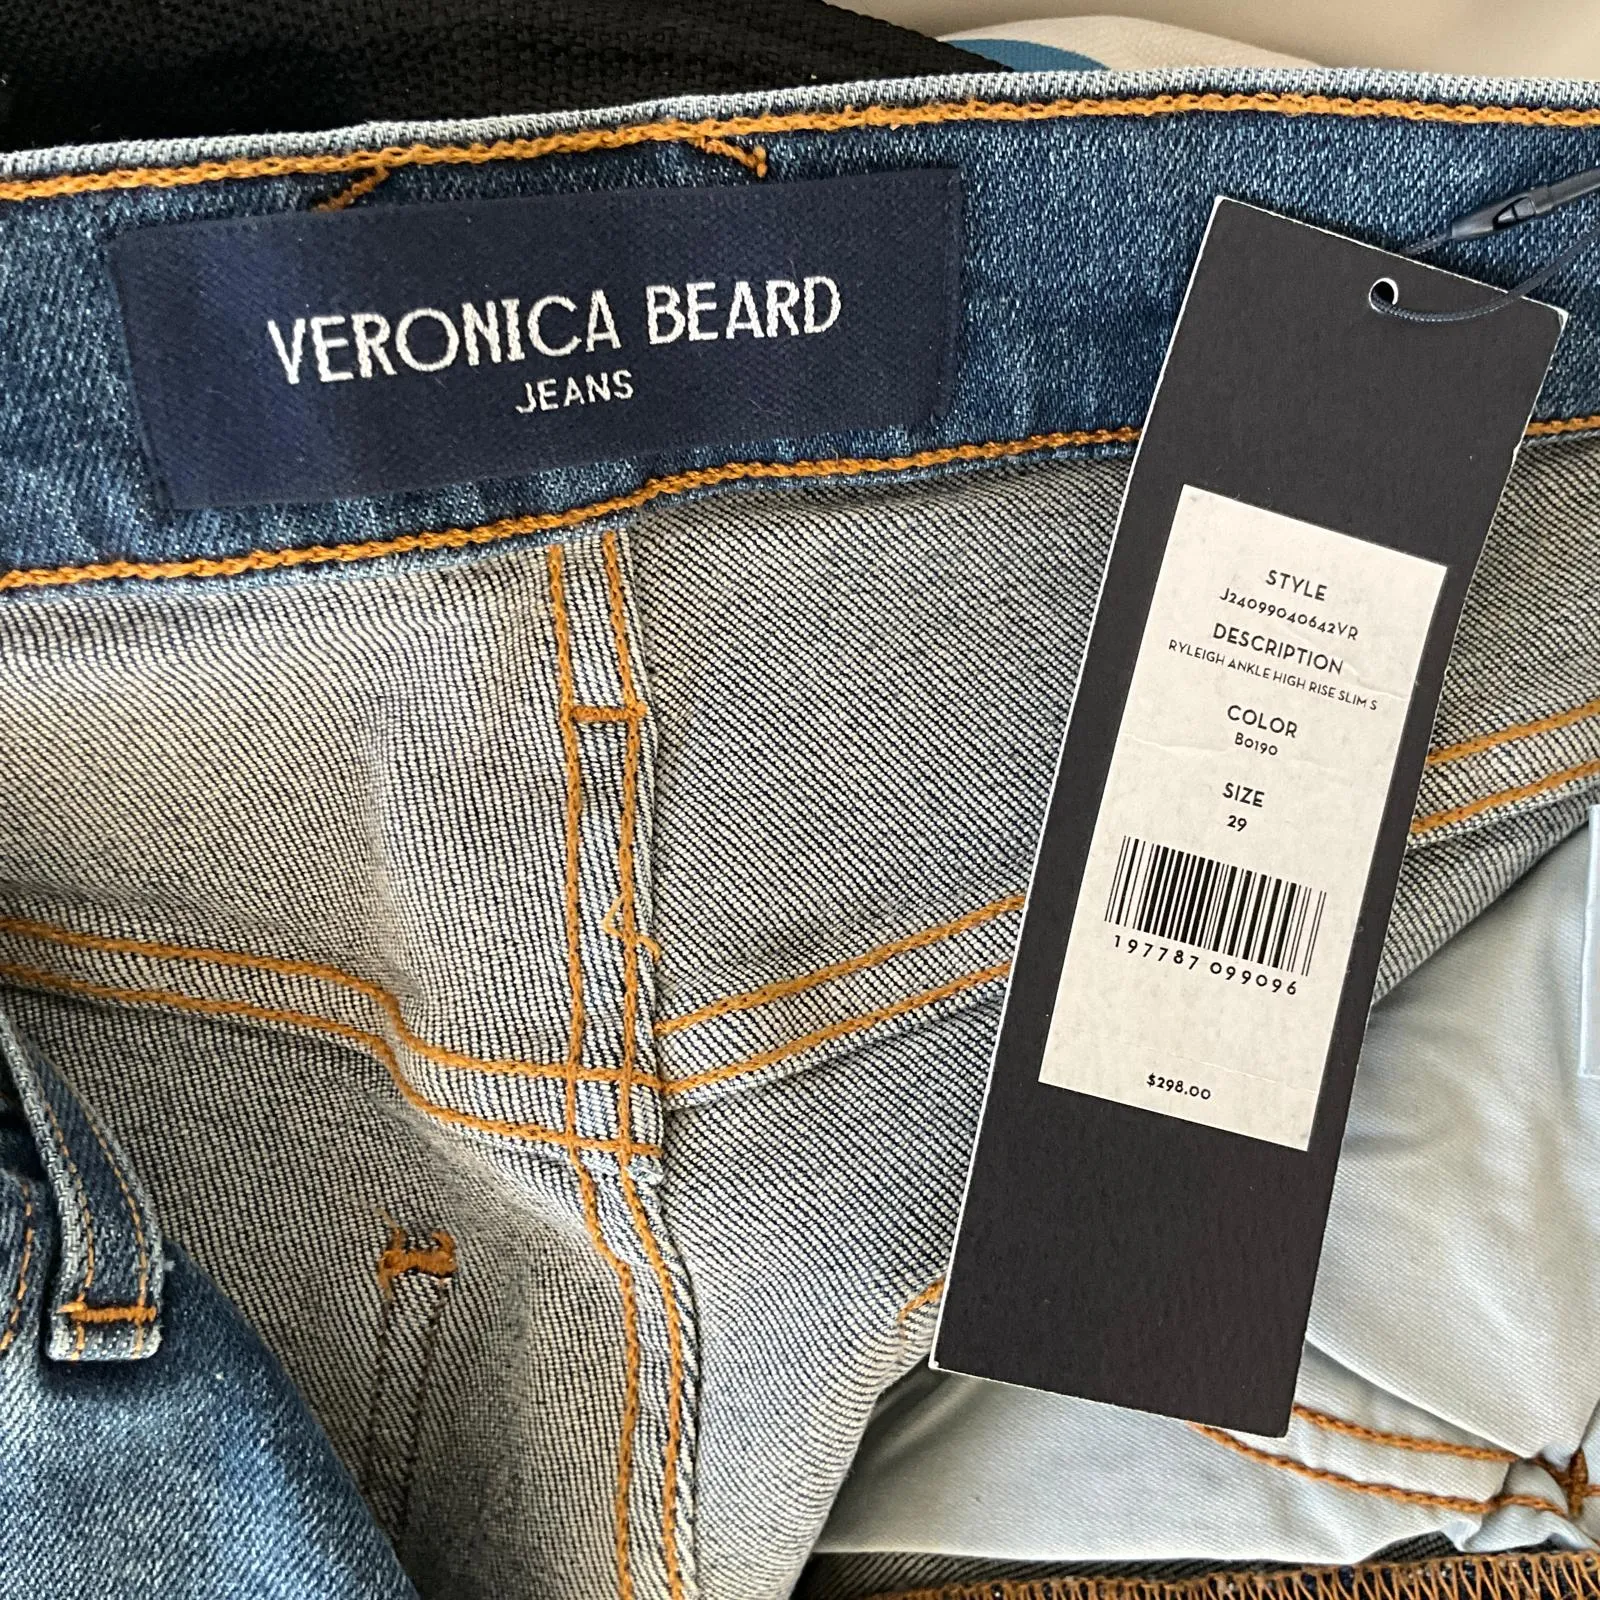 VERONICA BEARD
JEANS
STYLE
J24099040642VR
DESCRIPTION
RYLEIGH ANKLE HIGH RISE SLIM S
COLOR
B0190
SIZE
29
197787 099096
$298.00